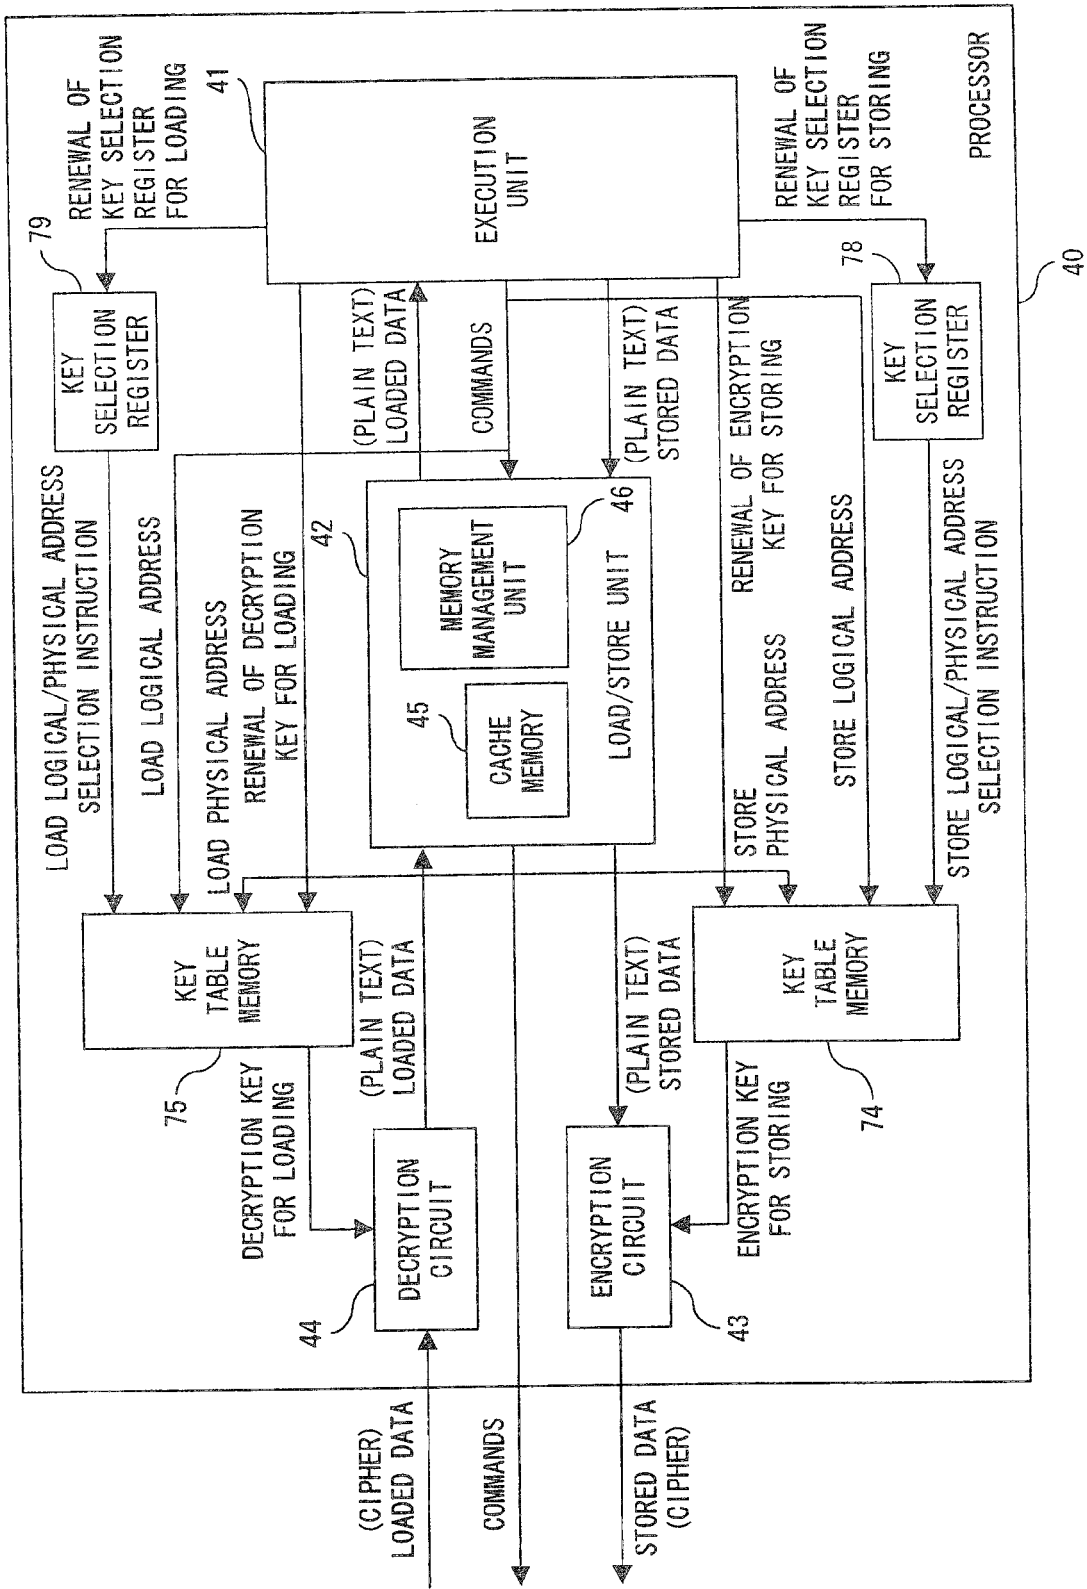 RENEWAL OF
KEY SELECTION
REGISTER
FOR LOADING
79
41
KEY
SELECTION
REGISTER
LOAD LOGICAL/PHYSICAL ADDRESS
SELECTION INSTRUCTION
LOAD LOGICAL ADDRESS
LOAD PHYSICAL ADDRESS
RENEWAL OF DECRYPTION
KEY FOR LOADING
KEY
TABLE
MEMORY
75
DECRYPTION KEY
FOR LOADING
EXECUTION
UNIT
(PLAIN TEXT)
LOADED DATA
COMMANDS
(PLAIN TEXT)
STORED DATA
42
MEMORY
MANAGEMENT
UNIT
46
45
CACHE
MEMORY
LOAD/STORE UNIT
(PLAIN TEXT)
LOADED DATA
(PLAIN TEXT)
STORED DATA
DECRYPTION
CIRCUIT
44
ENCRYPTION
CIRCUIT
43
(CIPHER)
LOADED DATA
COMMANDS
STORED DATA
(CIPHER)
RENEWAL OF ENCRYPTION
KEY FOR STORING
STORE
PHYSICAL ADDRESS
STORE LOGICAL ADDRESS
STORE LOGICAL/PHYSICAL ADDRESS
SELECTION INSTRUCTION
KEY
TABLE
MEMORY
74
ENCRYPTION KEY
FOR STORING
RENEWAL OF
KEY SELECTION
REGISTER
FOR STORING
78
KEY
SELECTION
REGISTER
PROCESSOR
40